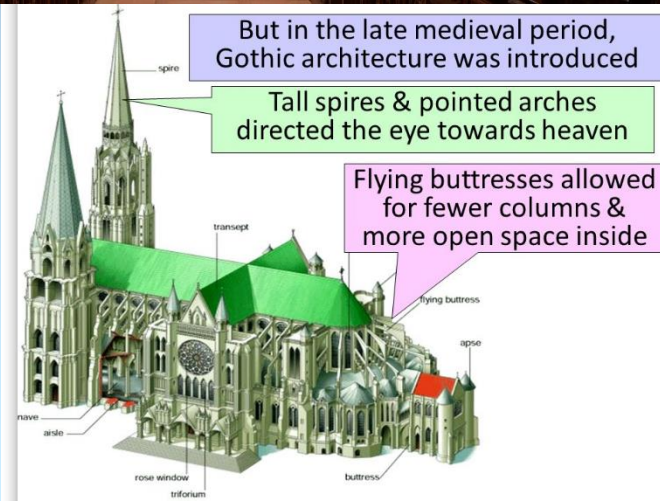 But in the late medieval period,
Gothic architecture was introduced
spire
Tall spires & pointed arches
directed the eye towards heaven
Flying buttresses allowed
for fewer columns &
more open space inside
transept
flying buttress
apse
nave
aisle
rose window
triforium
buttress